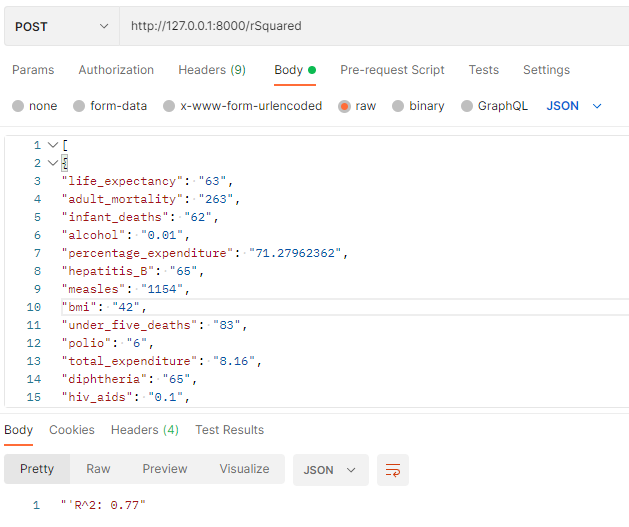 POST http://127.0.0.1:8000/rSquared
Params Authorization Headers (9) Body Pre-request Script Tests Settings
none form-data x-www-form-urlencoded raw binary GraphQL JSON
1 [
2 {
3 "life_expectancy": "63",
4 "adult_mortality": "263",
5 "infant_deaths": "62",
6 "alcohol": "0.01",
7 "percentage_expenditure": "71.27962362",
8 "hepatitis_B": "65",
9 "measles": "1154",
10 "bmi": "42",
11 "under_five_deaths": "83",
12 "polio": "6",
13 "total_expenditure": "8.16",
14 "diphtheria": "65",
15 "hiv_aids": "0.1",
Body Cookies Headers (4) Test Results
Pretty Raw Preview Visualize JSON
1 "'R^2: 0.77"